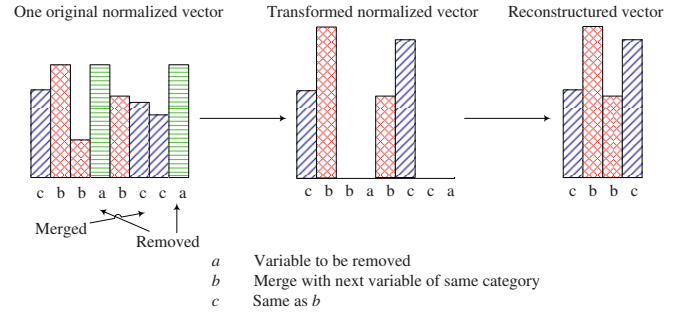 One original normalized vector
Transformed normalized vector
Reconstructured vector
c b b a b c c a
c b b a b c c a
c b b c
Merged
Removed
a Variable to be removed
b Merge with next variable of same category
c Same as b